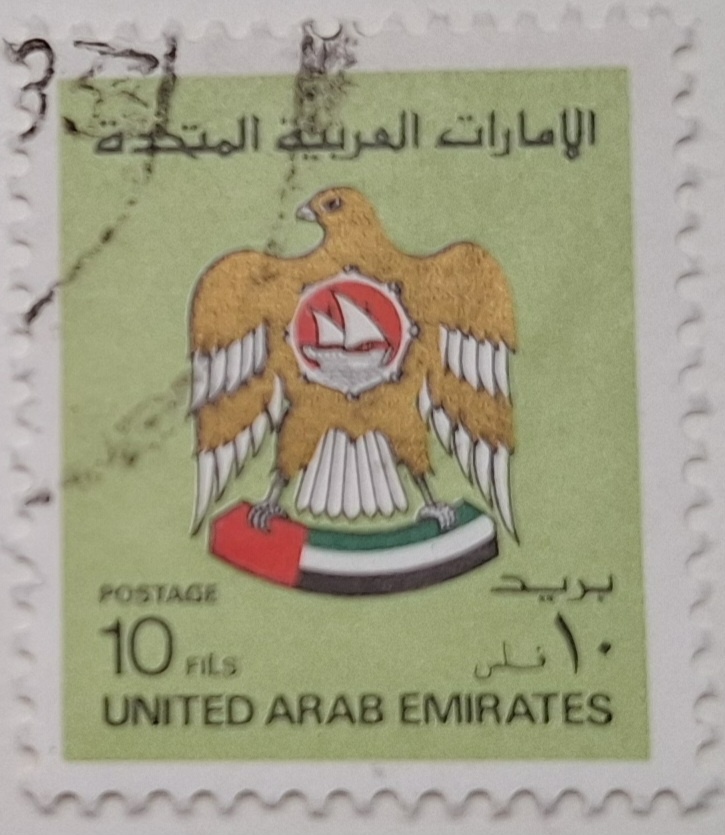 الإمارات العربية المتحدة
POSTAGE بريد
10 FILS ١٠ فلس
UNITED ARAB EMIRATES